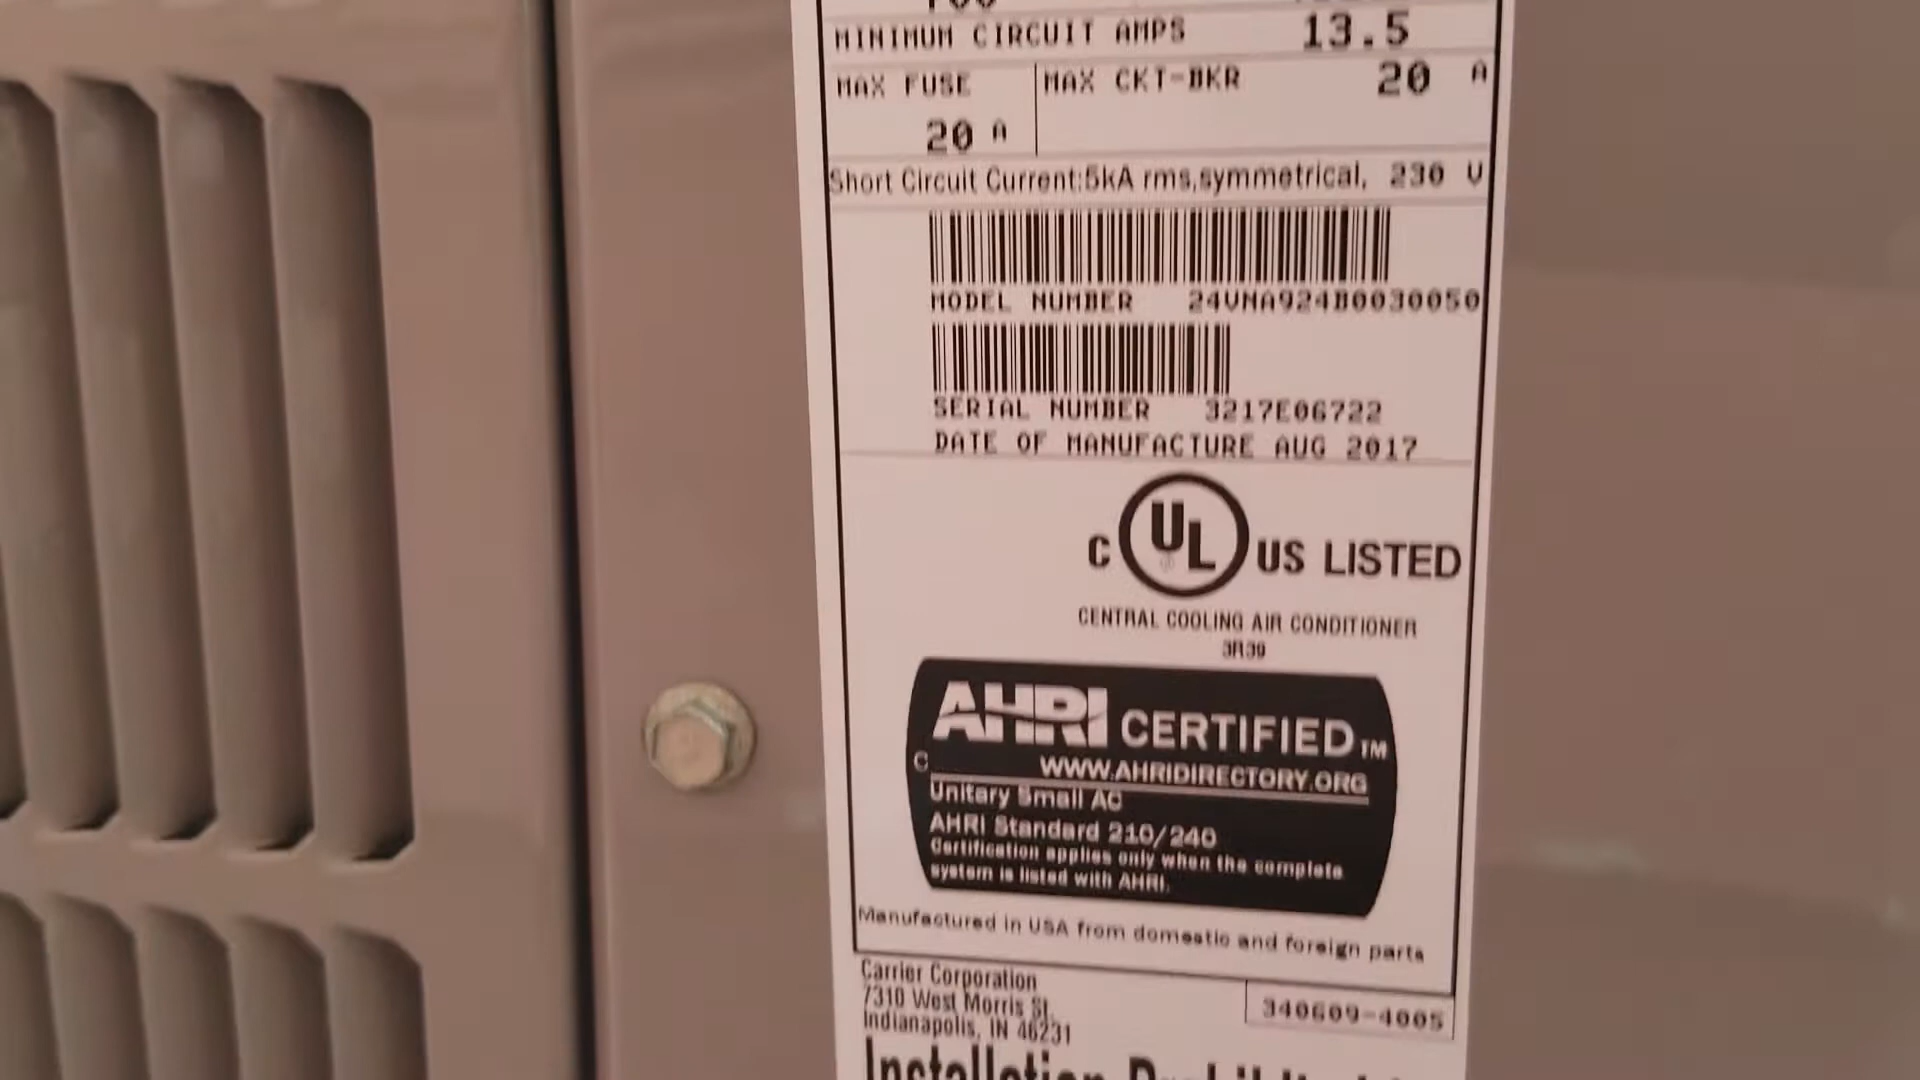 MINIMUM CIRCUIT AMPS 13.5
MAX FUSE MAX CKT-BKR 20 A
20 A
Short Circuit Current:5kA rms,symmetrical, 230 V
MODEL NUMBER 24VNA924B0030050
SERIAL NUMBER 3217E06722
DATE OF MANUFACTURE AUG 2017
C UL US LISTED
CENTRAL COOLING AIR CONDITIONER
3R39
AHRI CERTIFIED TM
C WWW.AHRIDIRECTORY.ORG
Unitary Small AC
AHRI Standard 210/240
Certification applies only when the complete
system is listed with AHRI.
Manufactured in USA from domestic and foreign parts
Carrier Corporation
7310 West Morris St.
Indianapolis, IN 46231
340609-4005
Installation